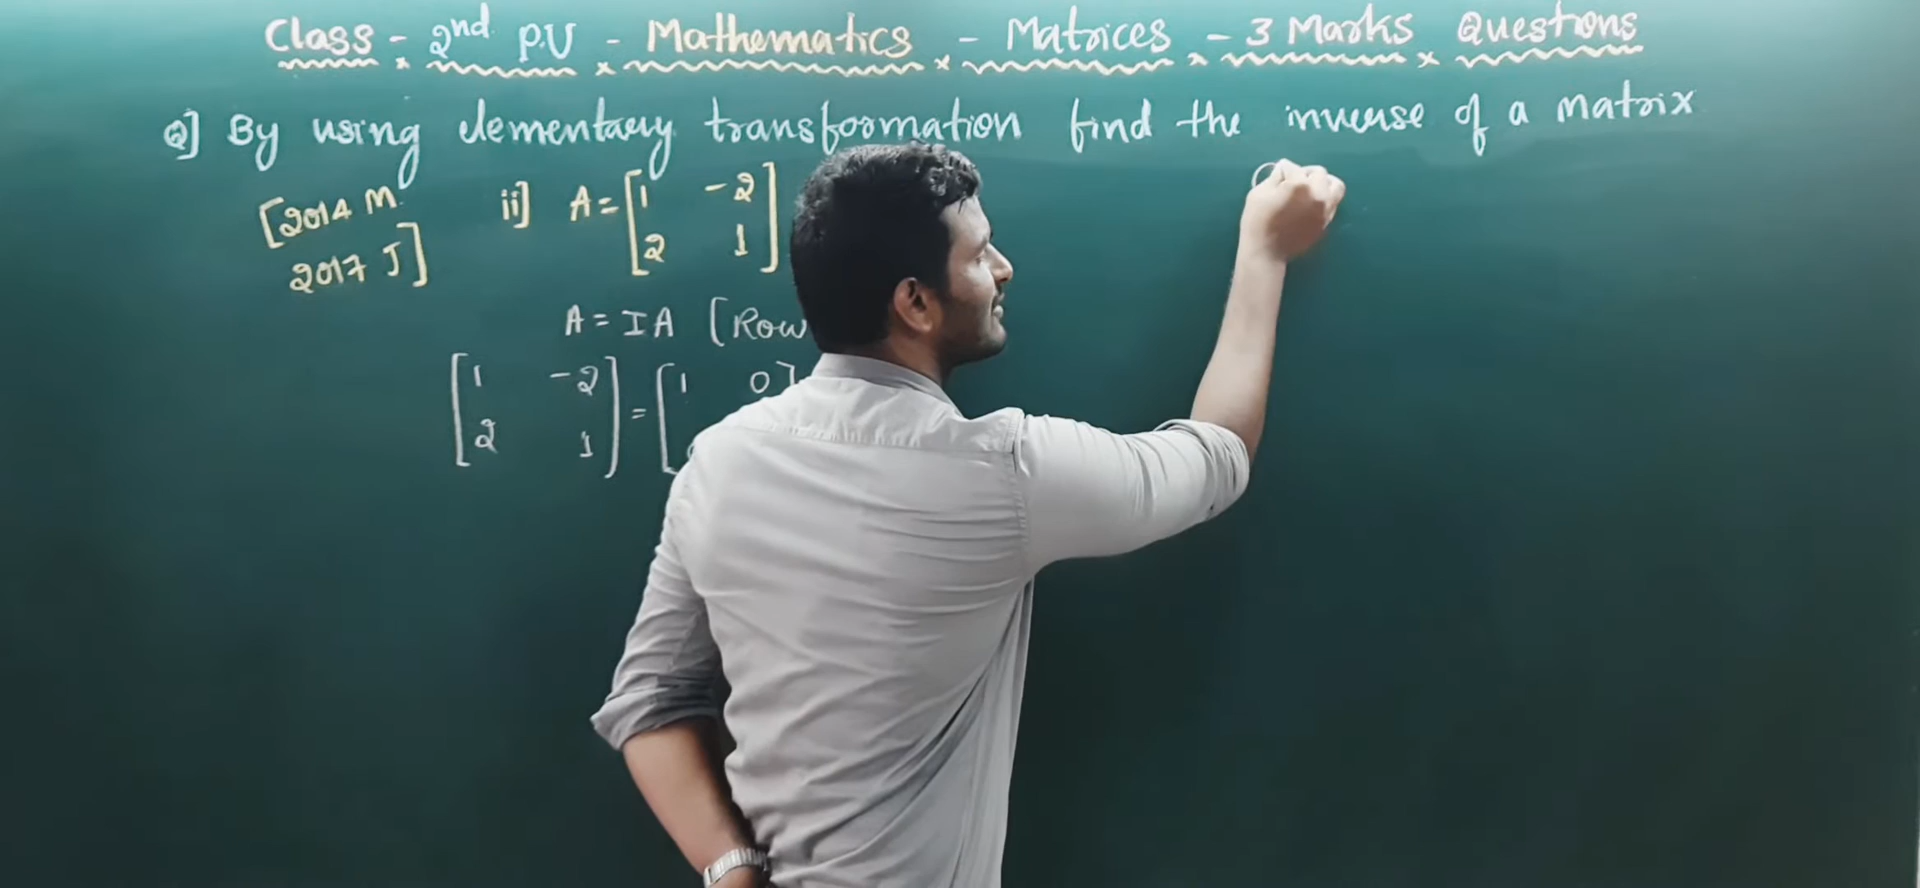 Class - 2nd P.U - Mathematics - Matrices - 3 Marks Questions
Q] By using elementary transformation find the inverse of a matrix
[2014 M.
2017 J]
ii] A = [1 -2
2 1]
A = IA [Row
[1 -2
2 1] = [1 0]